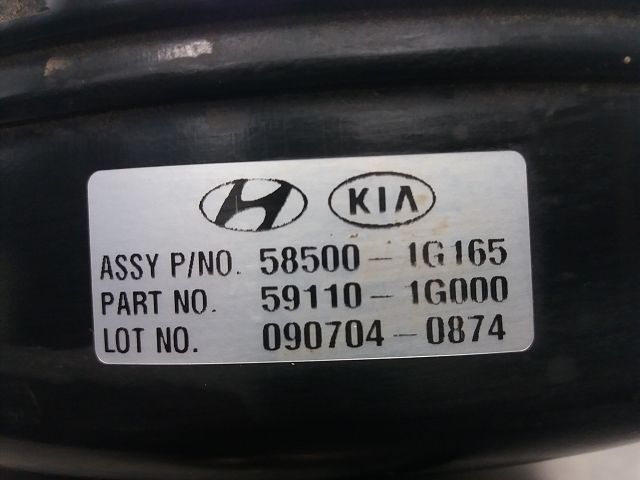 KIA
ASSY P/NO. 58500-1G165
PART NO. 59110-1G000
LOT NO. 090704-0874